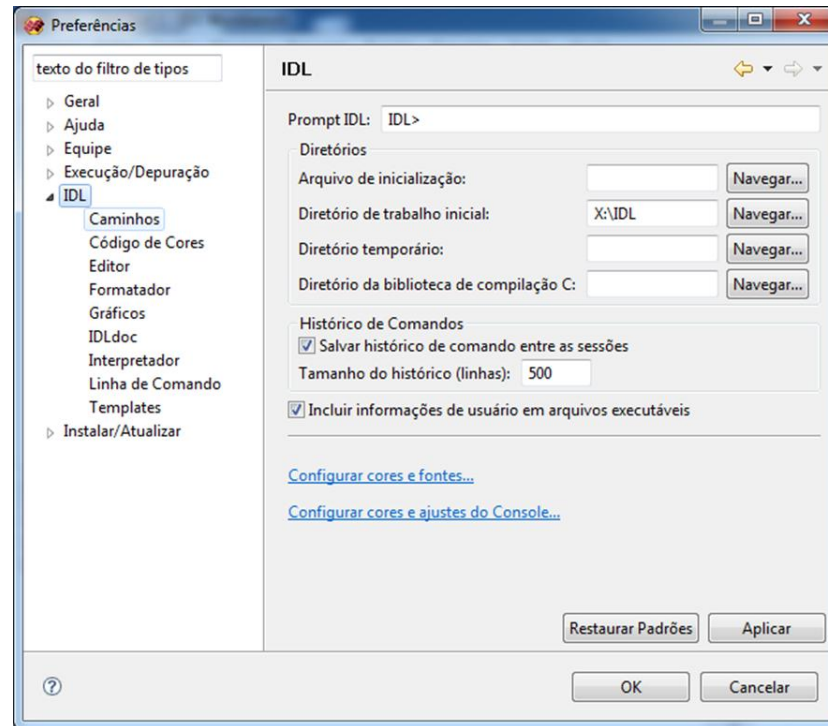 Preferências
texto do filtro de tipos
Geral
Ajuda
Equipe
Execução/Depuração
IDL
Caminhos
Código de Cores
Editor
Formatador
Gráficos
IDLdoc
Interpretador
Linha de Comando
Templates
Instalar/Atualizar
IDL
Prompt IDL: IDL>
Diretórios
Arquivo de inicialização: Navegar...
Diretório de trabalho inicial: X:\IDL Navegar...
Diretório temporário: Navegar...
Diretório da biblioteca de compilação C: Navegar...
Histórico de Comandos
Salvar histórico de comando entre as sessões
Tamanho do histórico (linhas): 500
Incluir informações de usuário em arquivos executáveis
Configurar cores e fontes...
Configurar cores e ajustes do Console...
Restaurar Padrões Aplicar
OK Cancelar